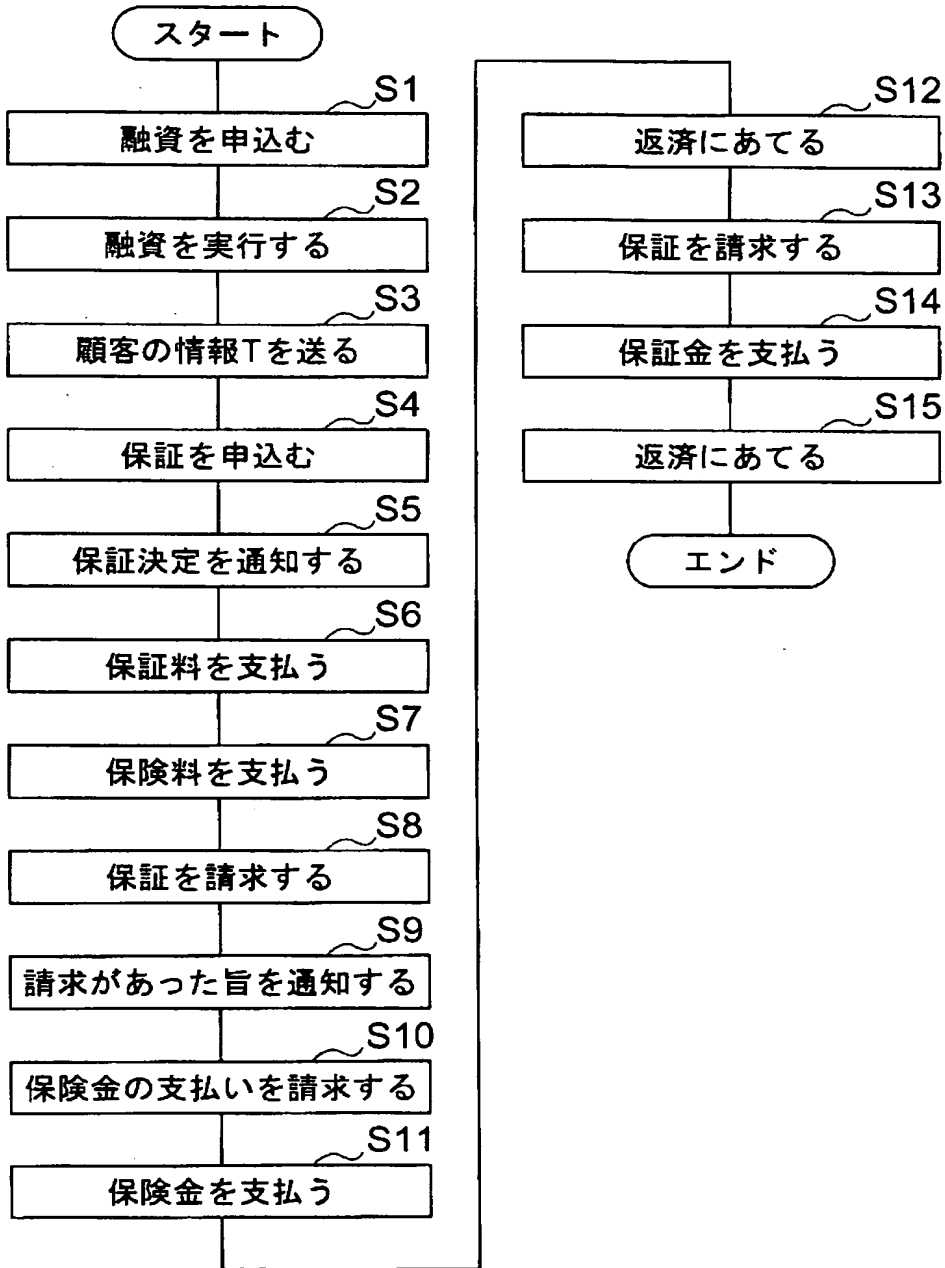 スタート
S1
融資を申込む
S2
融資を実行する
S3
顧客の情報Tを送る
S4
保証を申込む
S5
保証決定を通知する
S6
保証料を支払う
S7
保険料を支払う
S8
保証を請求する
S9
請求があった旨を通知する
S10
保険金の支払いを請求する
S11
保険金を支払う
S12
返済にあてる
S13
保証を請求する
S14
保証金を支払う
S15
返済にあてる
エンド